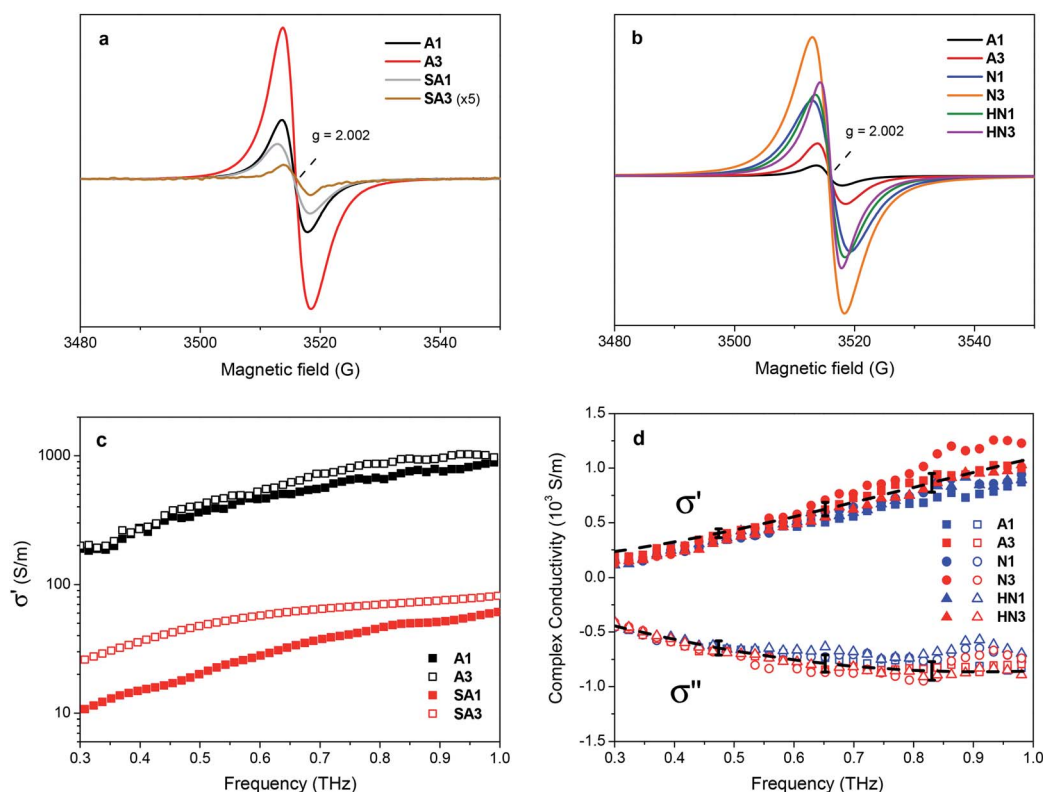 a
A1
A3
SA1
SA3 (x5)
g = 2.002
3480 3500 3520 3540
Magnetic field (G)
b
A1
A3
N1
N3
HN1
HN3
g = 2.002
3480 3500 3520 3540
Magnetic field (G)
c
1000
100
10
σ' (S/m)
A1
A3
SA1
SA3
0.3 0.4 0.5 0.6 0.7 0.8 0.9 1.0
Frequency (THz)
d
1.5
1.0
0.5
0.0
-0.5
-1.0
-1.5
Complex Conductivity (10³ S/m)
σ'
σ"
A1
A3
N1
N3
HN1
HN3
0.3 0.4 0.5 0.6 0.7 0.8 0.9 1.0
Frequency (THz)